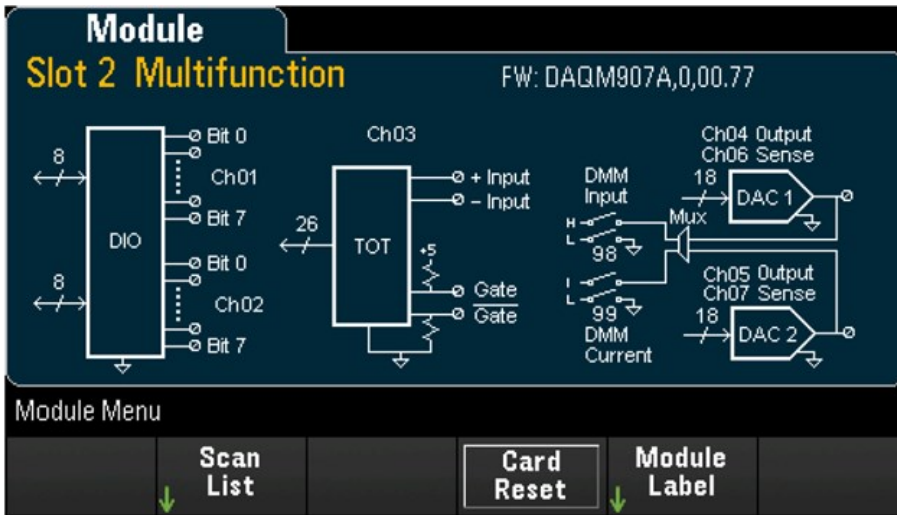 Module
Slot 2 Multifunction
FW: DAQM907A,0,00.77
8
DIO
Bit 0
Ch01
Bit 7
8
Bit 0
Ch02
Bit 7
Ch03
26
TOT
+ Input
- Input
+5
Gate
Gate
DMM
Input
H
L
98
I
L
99
DMM
Current
Mux
Ch04 Output
Ch06 Sense
18
DAC 1
Ch05 Output
Ch07 Sense
18
DAC 2
Module Menu
Scan
List
Card
Reset
Module
Label